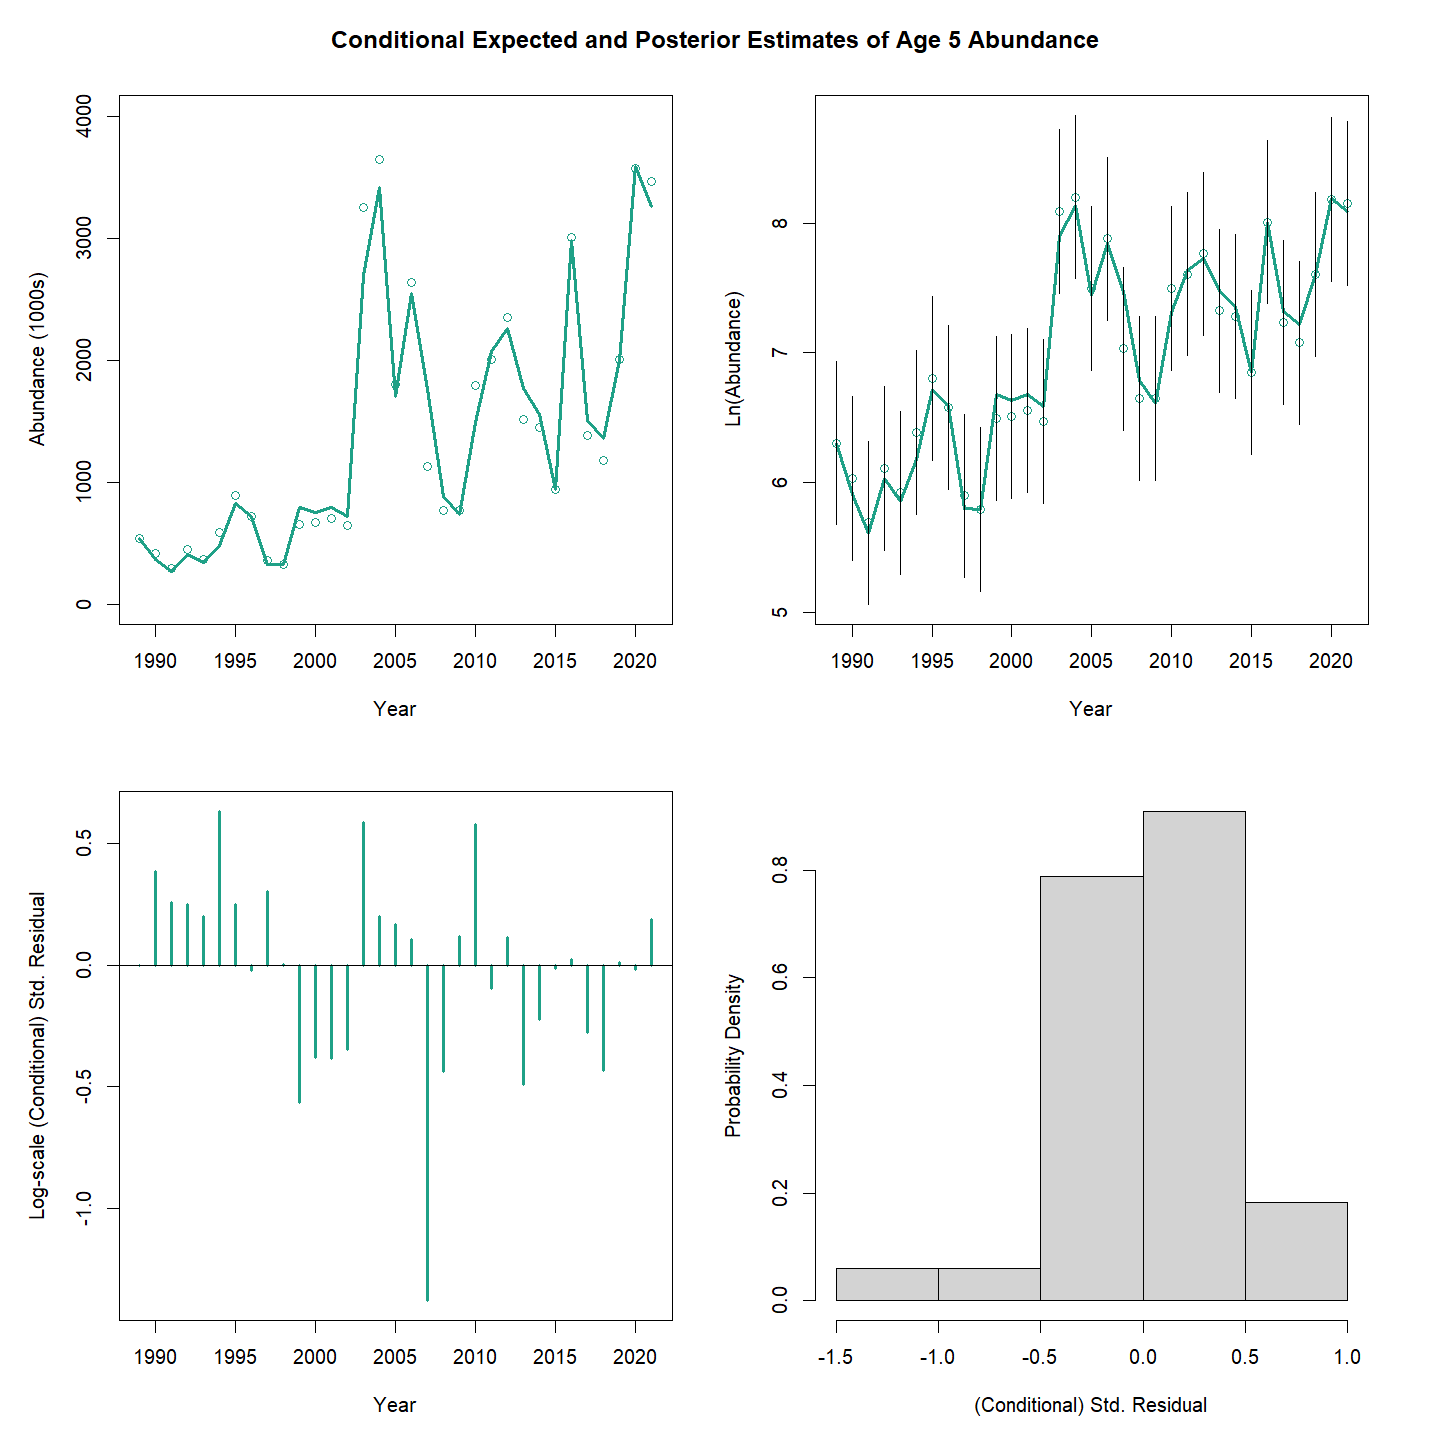 Conditional Expected and Posterior Estimates of Age 5 Abundance
Abundance (1000s)
4000
3000
2000
1000
0
1990 1995 2000 2005 2010 2015 2020
Year
Ln(Abundance)
8
7
6
5
1990 1995 2000 2005 2010 2015 2020
Year
Log-scale (Conditional) Std. Residual
0.5
0.0
-0.5
-1.0
1990 1995 2000 2005 2010 2015 2020
Year
Probability Density
0.8
0.6
0.4
0.2
0.0
-1.5 -1.0 -0.5 0.0 0.5 1.0
(Conditional) Std. Residual